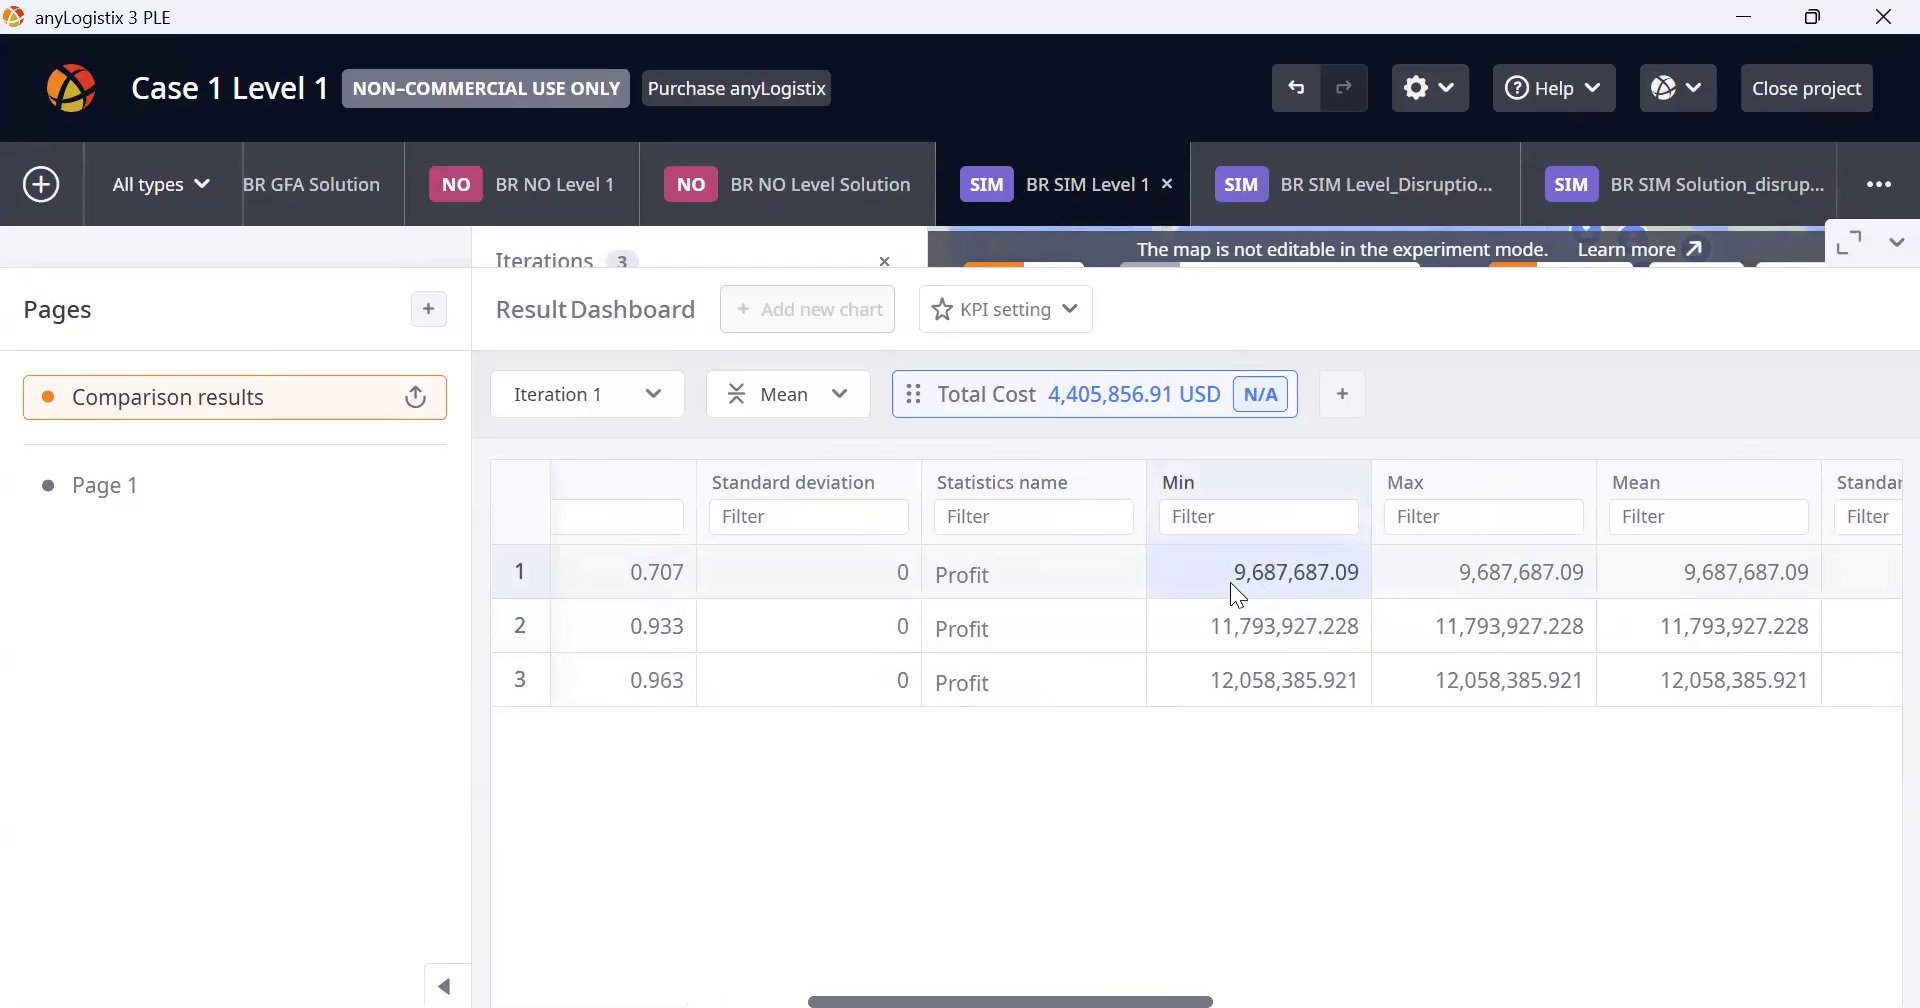 anyLogistix 3 PLE
Case 1 Level 1 NON-COMMERCIAL USE ONLY Purchase anyLogistix Help Close project
All types BR GFA Solution NO BR NO Level 1 NO BR NO Level Solution SIM BR SIM Level 1 SIM BR SIM Level_Disruptio... SIM BR SIM Solution_disrup...
Iterations 3 The map is not editable in the experiment mode. Learn more
Pages Result Dashboard + Add new chart KPI setting
Comparison results Iteration 1 Mean Total Cost 4,405,856.91 USD N/A
Page 1
Standard deviation Statistics name Min Max Mean Standar
Filter Filter Filter Filter Filter Filter
1 0.707 0 Profit 9,687,687.09 9,687,687.09 9,687,687.09
2 0.933 0 Profit 11,793,927.228 11,793,927.228 11,793,927.228
3 0.963 0 Profit 12,058,385.921 12,058,385.921 12,058,385.921